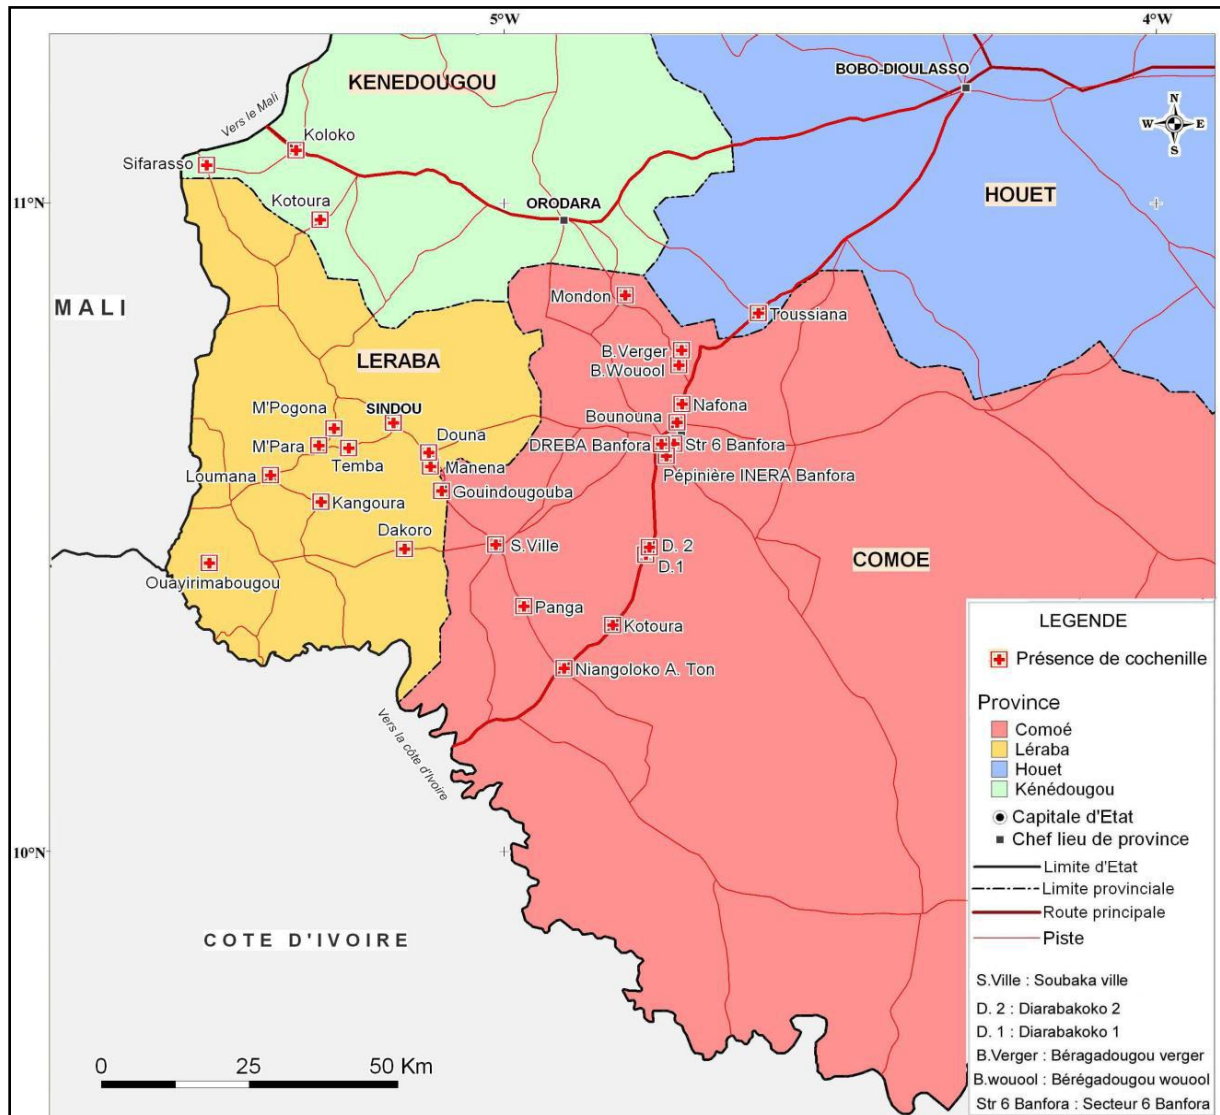 5°W
4°W
KENEDOUGOU
BOBO-DIOULASSO
Vers le Mali
N
W E
S
Koloko
Sifarasso
Kotoura
11°N
ORODARA
HOUET
MALI
Mondon
Toussiana
LERABA
B.Verger
B.Wouool
M'Pogona
SINDOU
Nafona
Bounouna
M'Para
Douna
DREBA Banfora
Str 6 Banfora
Temba
Manena
Loumana
Pépinière INERA Banfora
Gouindougouba
Kangoura
Dakoro
S.Ville
D. 2
D.1
COMOE
Ouayirimabougou
Panga
Kotoura
Niangoloko A. Ton
Vers la côte d'Ivoire
10°N
COTE D'IVOIRE
0 25 50 Km
LEGENDE
Présence de cochenille
Province
Comoé
Léraba
Houet
Kénédougou
Capitale d'Etat
Chef lieu de province
Limite d'Etat
Limite provinciale
Route principale
Piste
S.Ville : Soubaka ville
D. 2 : Diarabakoko 2
D. 1 : Diarabakoko 1
B.Verger : Béragadougou verger
B.wouool : Bérégadougou wouool
Str 6 Banfora : Secteur 6 Banfora